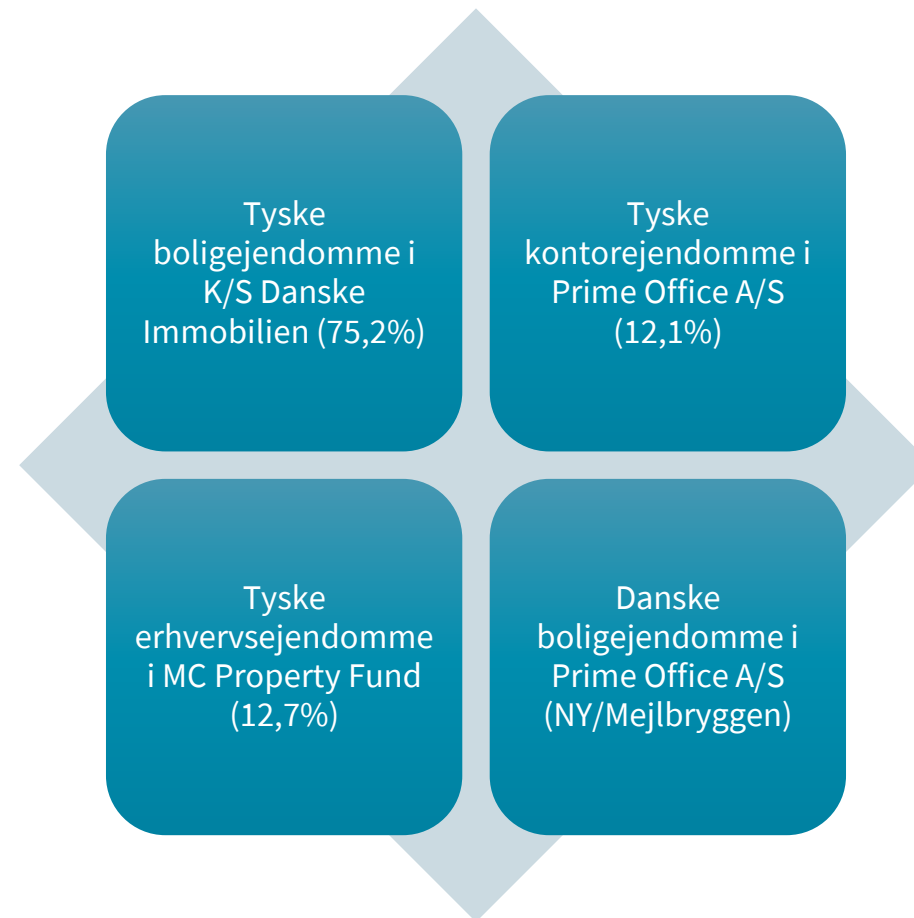 Tyske
boligejendomme i
K/S Danske
Immobilien (75,2%)
Tyske
kontorejendomme i
Prime Office A/S
(12,1%)
Tyske
erhvervsejendomme
i MC Property Fund
(12,7%)
Danske
boligejendomme i
Prime Office A/S
(NY/Mejlbryggen)